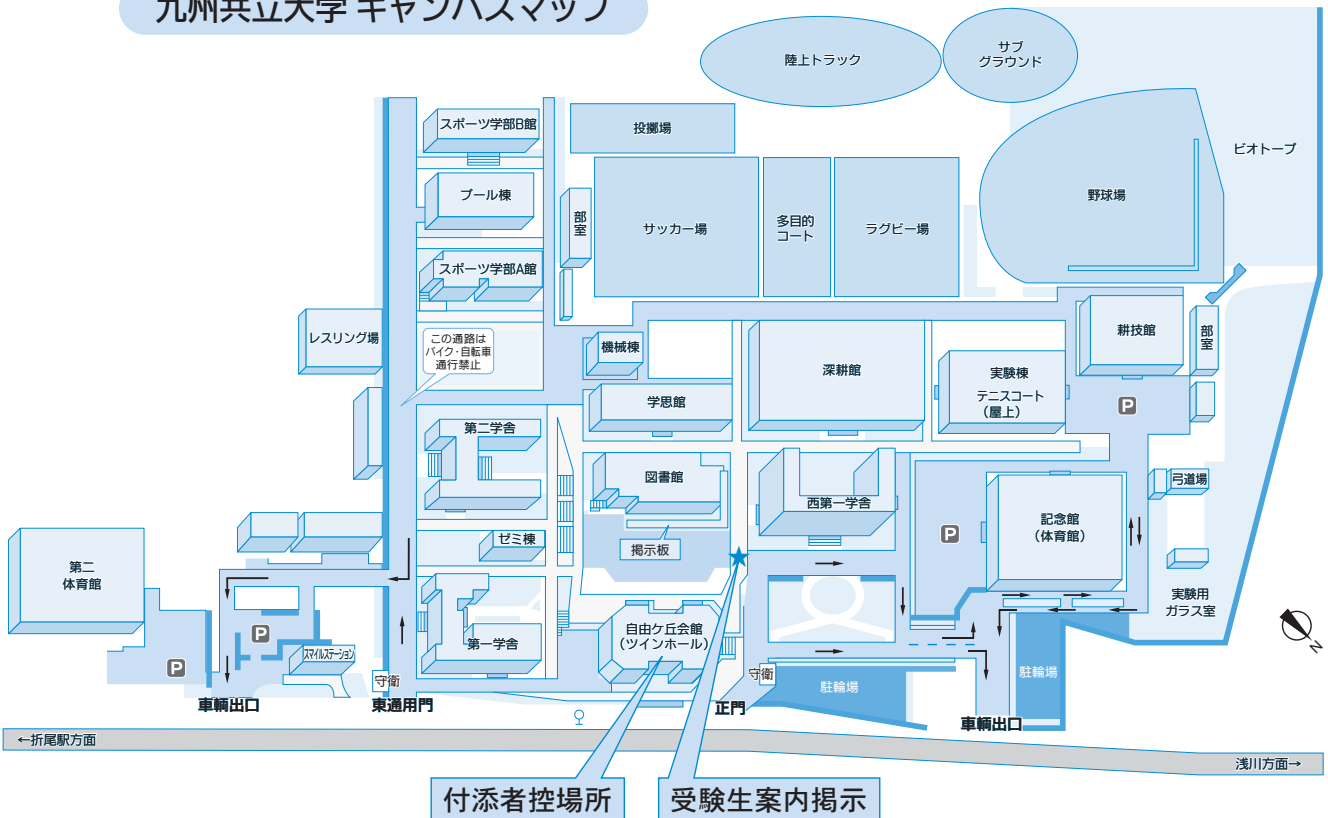 九州共立大学 キャンパスマップ
陸上トラック
サブ
グラウンド
スポーツ学部B館
投擲場
ビオトープ
プール棟
部室
サッカー場
多目的
コート
ラグビー場
野球場
スポーツ学部A館
レスリング場
この通路は
バイク・自転車
通行禁止
機械棟
深耕館
実験棟
テニスコート
（屋上）
耕技館
部室
P
学思館
第二学舎
図書館
西第一学舎
弓道場
記念館
（体育館）
P
ゼミ棟
掲示板
第二
体育館
実験用
ガラス室
第一学舎
自由ケ丘会館
（ツインホール）
P
スマイルステーション
P
守衛
守衛
駐輪場
駐輪場
N
車輌出口
東通用門
正門
車輌出口
←折尾駅方面
浅川方面→
付添者控場所
受験生案内掲示